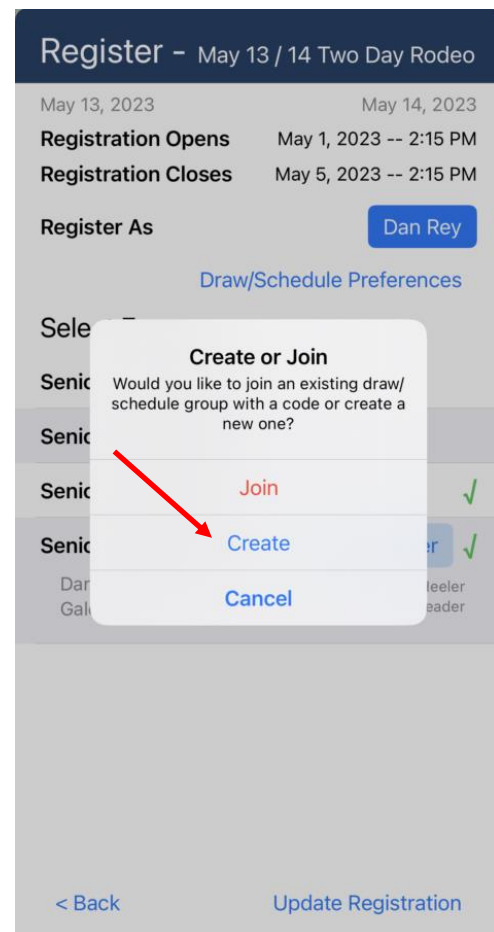 Register - May 13 / 14 Two Day Rodeo
May 13, 2023 May 14, 2023
Registration Opens May 1, 2023 -- 2:15 PM
Registration Closes May 5, 2023 -- 2:15 PM
Register As Dan Rey
Draw/Schedule Preferences
Create or Join
Would you like to join an existing draw/
schedule group with a code or create a
new one?
Join
Create
Cancel
< Back Update Registration